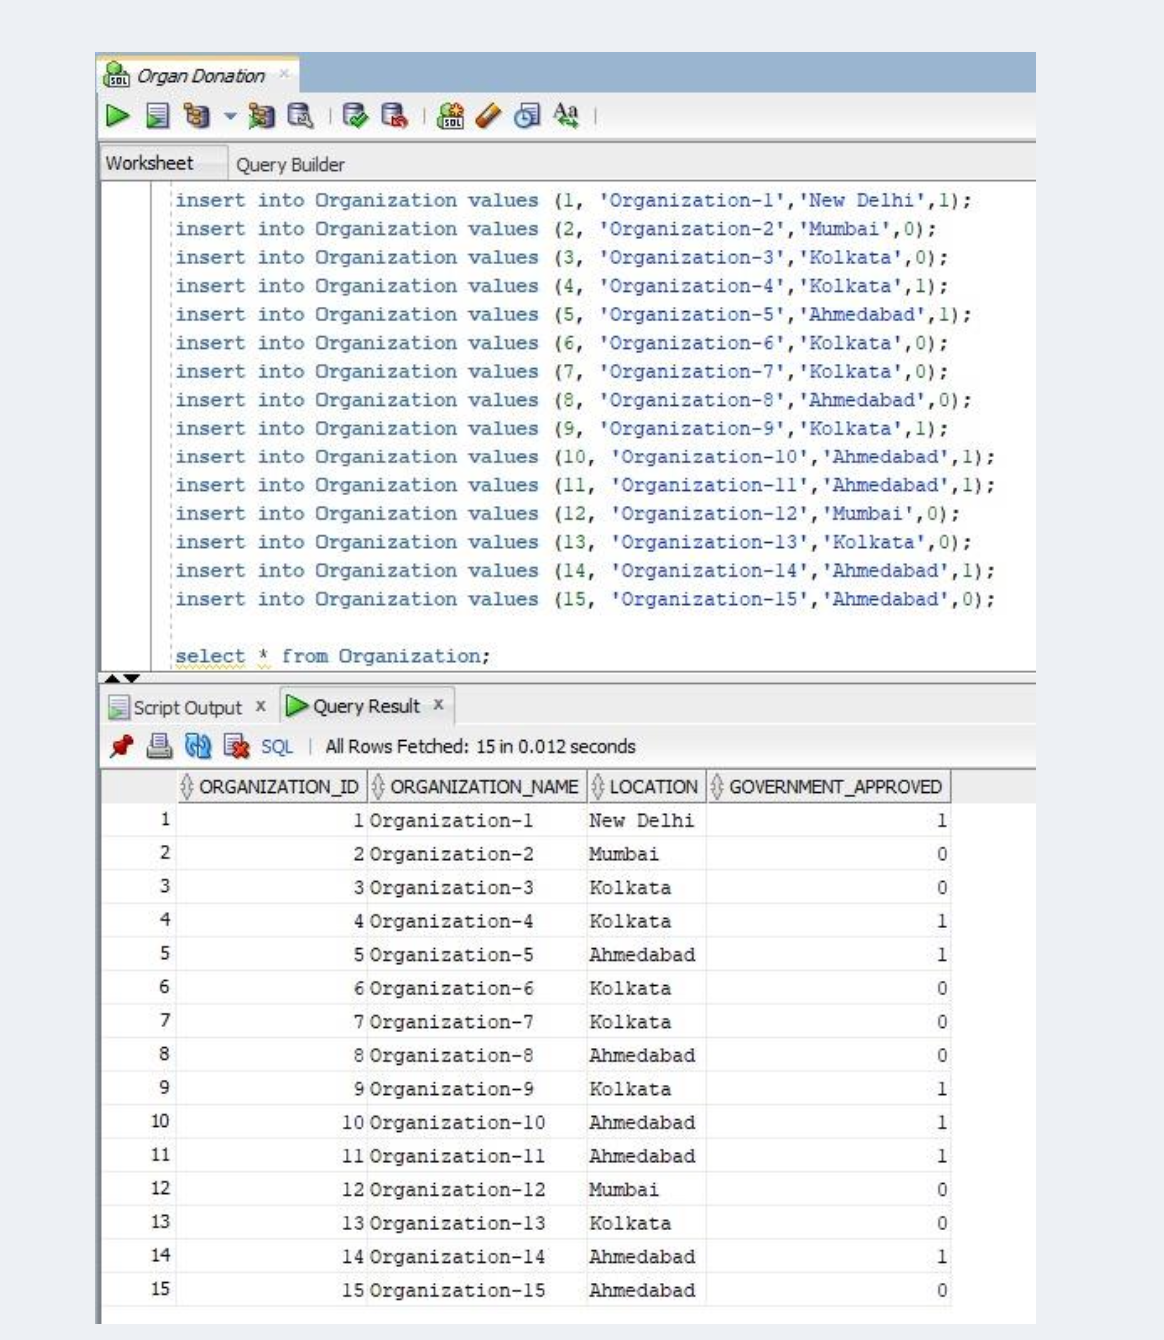 Organ Donation
Worksheet Query Builder
insert into Organization values (1, 'Organization-1','New Delhi',1);
insert into Organization values (2, 'Organization-2','Mumbai',0);
insert into Organization values (3, 'Organization-3','Kolkata',0);
insert into Organization values (4, 'Organization-4','Kolkata',1);
insert into Organization values (5, 'Organization-5','Ahmedabad',1);
insert into Organization values (6, 'Organization-6','Kolkata',0);
insert into Organization values (7, 'Organization-7','Kolkata',0);
insert into Organization values (8, 'Organization-8','Ahmedabad',0);
insert into Organization values (9, 'Organization-9','Kolkata',1);
insert into Organization values (10, 'Organization-10','Ahmedabad',1);
insert into Organization values (11, 'Organization-11','Ahmedabad',1);
insert into Organization values (12, 'Organization-12','Mumbai',0);
insert into Organization values (13, 'Organization-13','Kolkata',0);
insert into Organization values (14, 'Organization-14','Ahmedabad',1);
insert into Organization values (15, 'Organization-15','Ahmedabad',0);
select * from Organization;
Script Output x Query Result x
SQL | All Rows Fetched: 15 in 0.012 seconds
ORGANIZATION_ID ORGANIZATION_NAME LOCATION GOVERNMENT_APPROVED
1 1 Organization-1 New Delhi 1
2 2 Organization-2 Mumbai 0
3 3 Organization-3 Kolkata 0
4 4 Organization-4 Kolkata 1
5 5 Organization-5 Ahmedabad 1
6 6 Organization-6 Kolkata 0
7 7 Organization-7 Kolkata 0
8 8 Organization-8 Ahmedabad 0
9 9 Organization-9 Kolkata 1
10 10 Organization-10 Ahmedabad 1
11 11 Organization-11 Ahmedabad 1
12 12 Organization-12 Mumbai 0
13 13 Organization-13 Kolkata 0
14 14 Organization-14 Ahmedabad 1
15 15 Organization-15 Ahmedabad 0